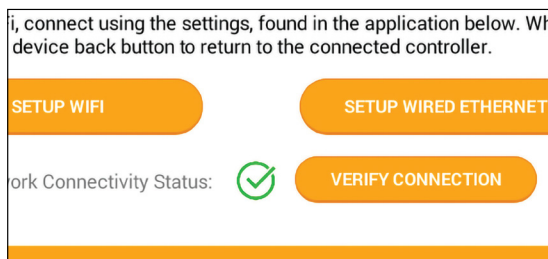 i, connect using the settings, found in the application below. Wh
device back button to return to the connected controller.
SETUP WIFI
SETUP WIRED ETHERNET
ork Connectivity Status:
VERIFY CONNECTION